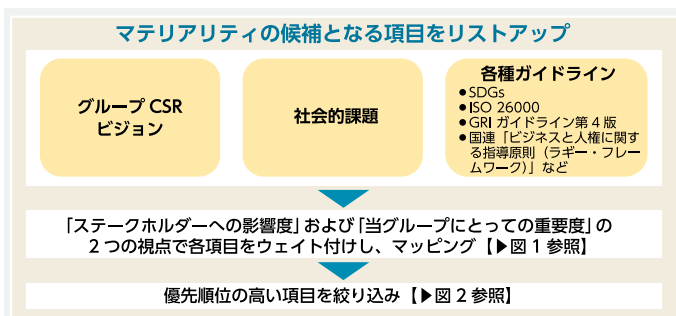 マテリアリティの候補となる項目をリストアップ
グループ CSR
ビジョン
社会的課題
各種ガイドライン
●SDGs
●ISO 26000
●GRI ガイドライン第 4 版
●国連「ビジネスと人権に関す
る指導原則（ラギー・フレー
ムワーク）」など
「ステークホルダーへの影響度」および「当グループにとっての重要度」の
2 つの視点で各項目をウェイト付けし、マッピング【▶図 1 参照】
優先順位の高い項目を絞り込み【▶図 2 参照】